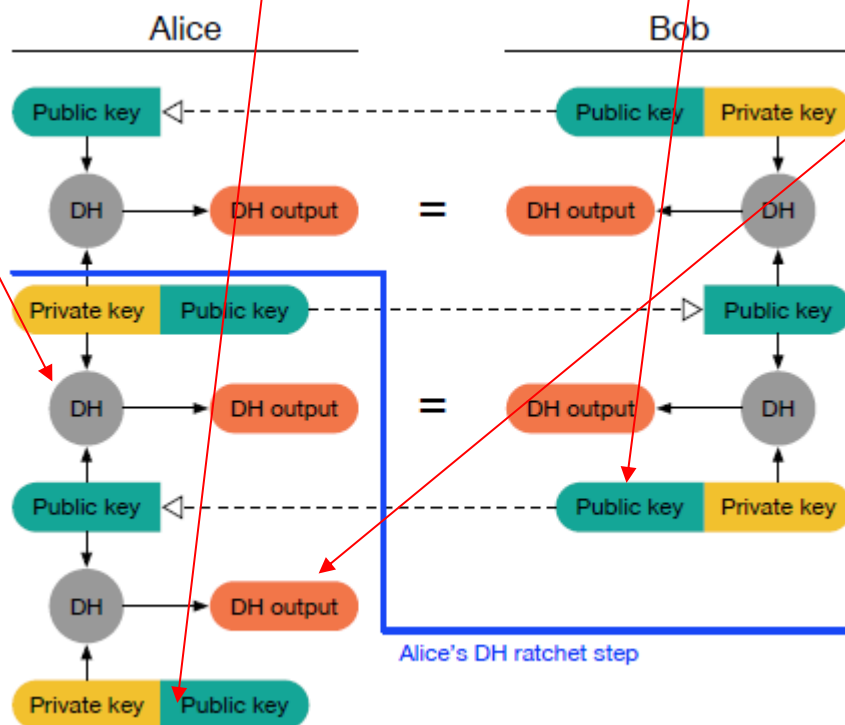 Alice Bob
Public key Public key Private key
DH DH output = DH output DH
Private key Public key Public key
DH DH output = DH output DH
Public key Public key Private key
DH DH output
Alice's DH ratchet step
Private key Public key